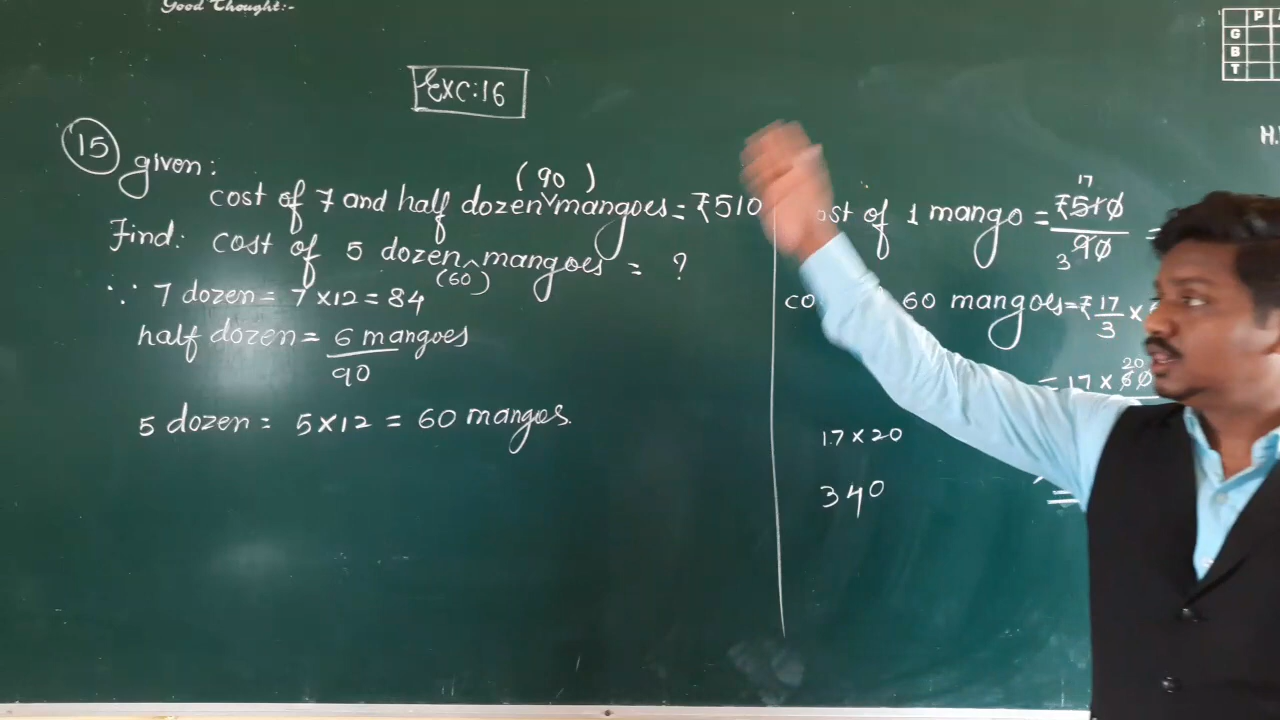 Good Thought:-
Exc:16
15 given:
(90)
cost of 7 and half dozen mangoes = ₹510
Find: cost of 5 dozen mangoes = ?
(60)
∵ 7 dozen = 7 × 12 = 84
half dozen = 6 mangoes
90
5 dozen = 5×12 = 60 mangoes.
17
of 1 mango = ₹510 =
3 90
60 mangoes = ₹ 17 ×
3
20
= 17 × 60
17 × 20
340
P
G
B
T
H.